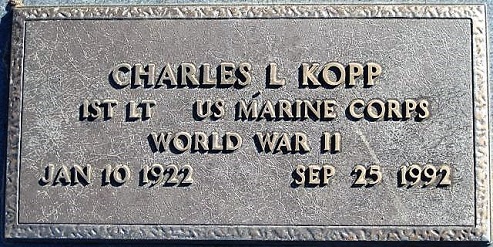 CHARLES L KOPP
1ST LT US MARINE CORPS
WORLD WAR II
JAN 10 1922 SEP 25 1992